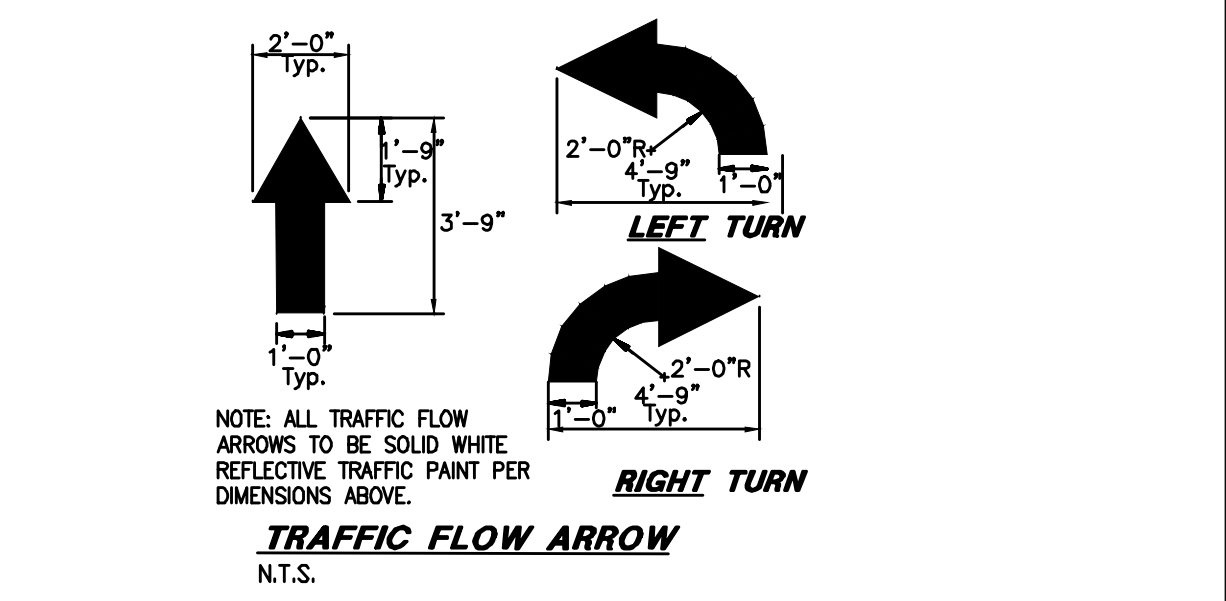 2'-0"
Typ.
1'-9"
Typ.
3'-9"
1'-0"
Typ.
2'-0"R
4'-9"
Typ.
1'-0"
LEFT TURN
2'-0"R
4'-9"
Typ.
1'-0"
RIGHT TURN
NOTE: ALL TRAFFIC FLOW
ARROWS TO BE SOLID WHITE
REFLECTIVE TRAFFIC PAINT PER
DIMENSIONS ABOVE.
TRAFFIC FLOW ARROW
N.T.S.